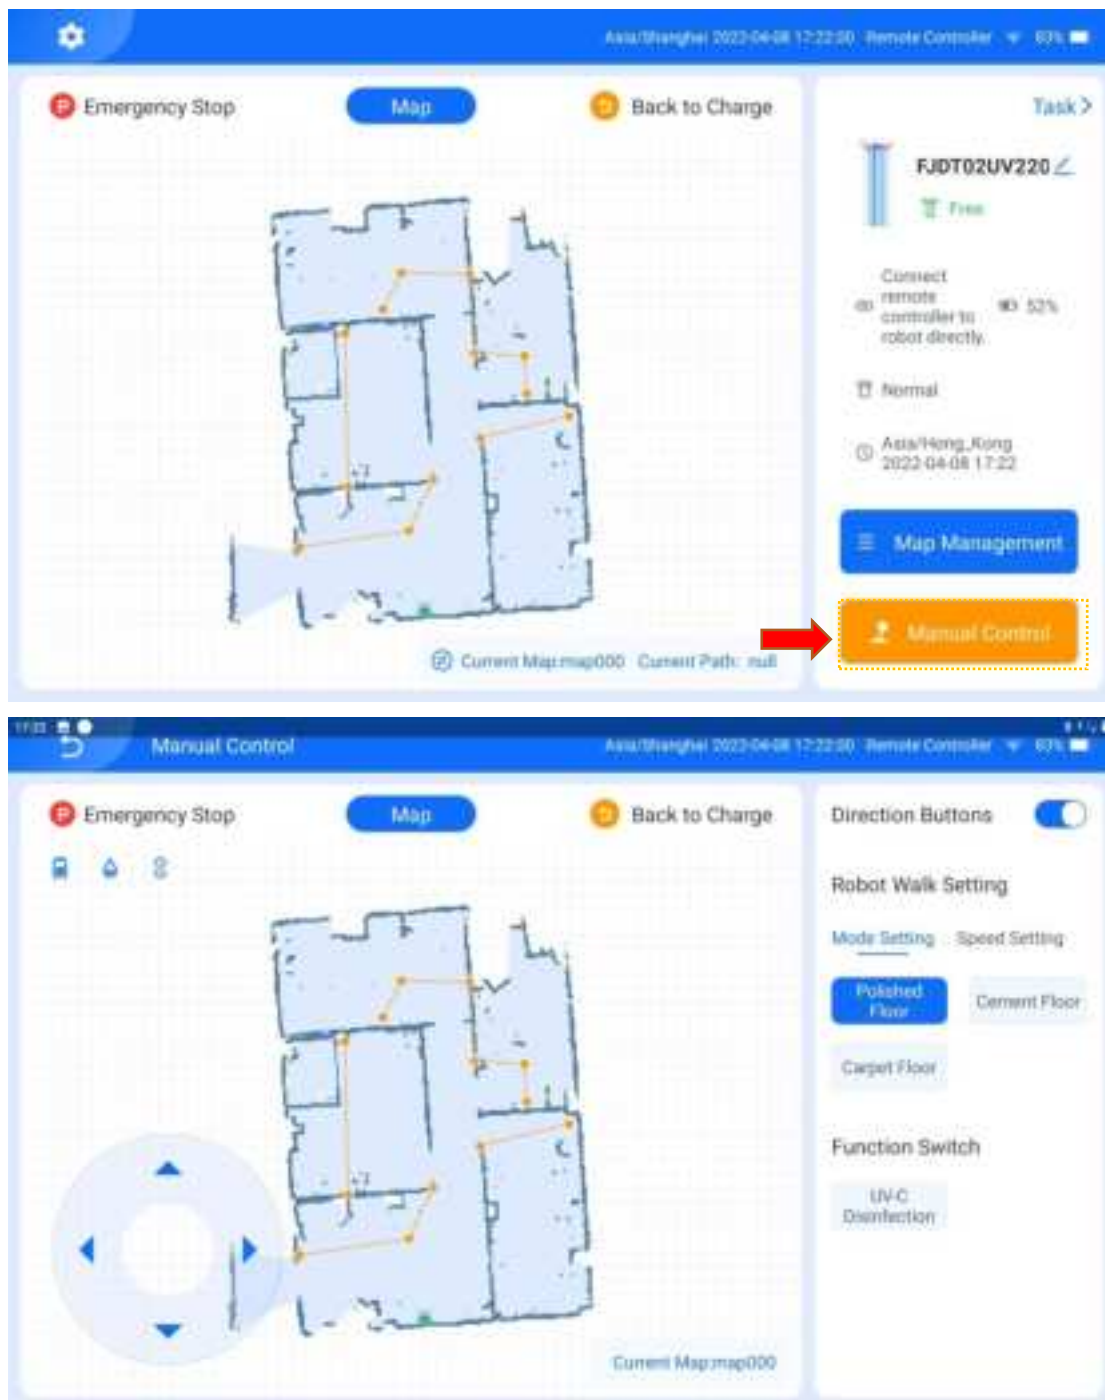 Asia/Shanghai 2022-04-08 17:22:00 Remote Controller 83%
Emergency Stop
Map
Back to Charge
Task >
FJDT02UV220
Free
Connect
remote
controller to
robot directly.
52%
Normal
Asia/Hong_Kong
2022-04-08 17:22
Map Management
Manual Control
Current Map:map000 Current Path: null
17:22
Manual Control
Asia/Shanghai 2022-04-08 17:22:00 Remote Controller 83%
Emergency Stop
Map
Back to Charge
Direction Buttons
Robot Walk Setting
Mode Setting
Speed Setting
Polished
Floor
Cement Floor
Carpet Floor
Function Switch
UV-C
Disinfection
Current Map:map000